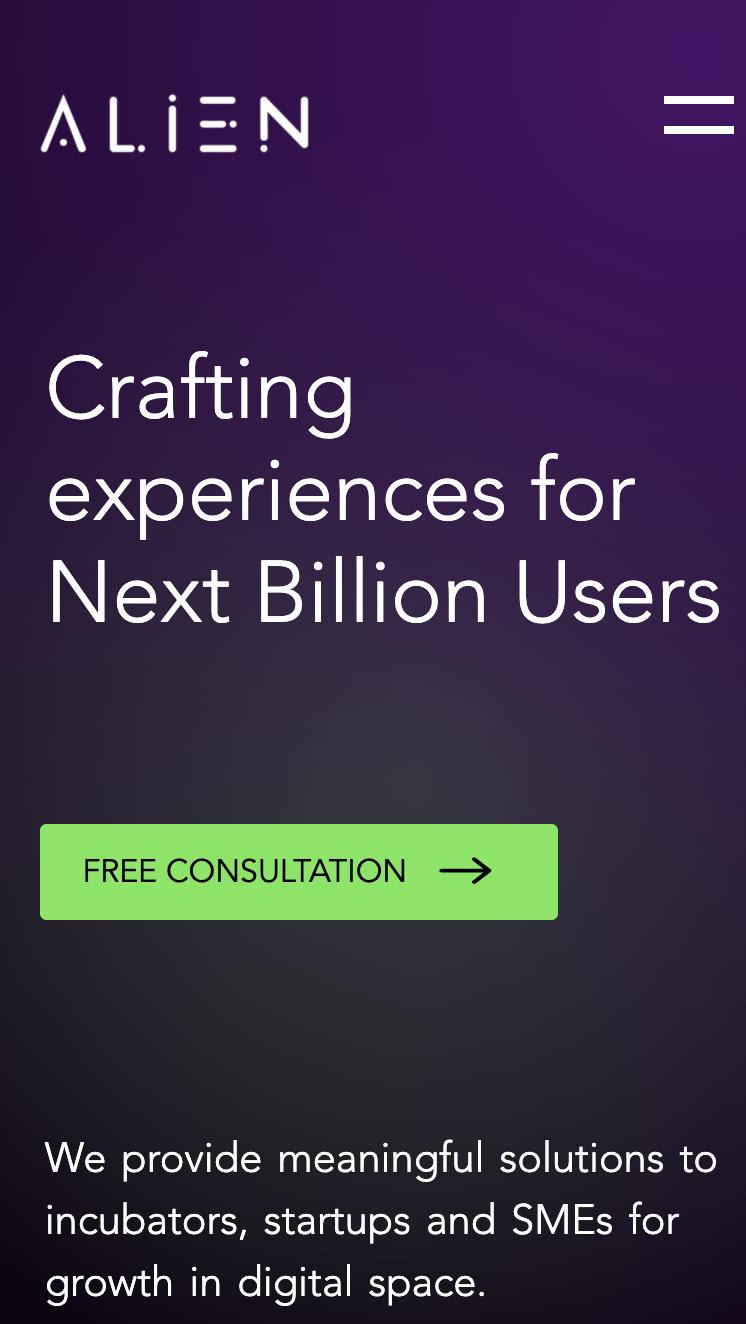 ALiEN
Crafting
experiences for
Next Billion Users
FREE CONSULTATION
We provide meaningful solutions to
incubators, startups and SMEs for
growth in digital space.